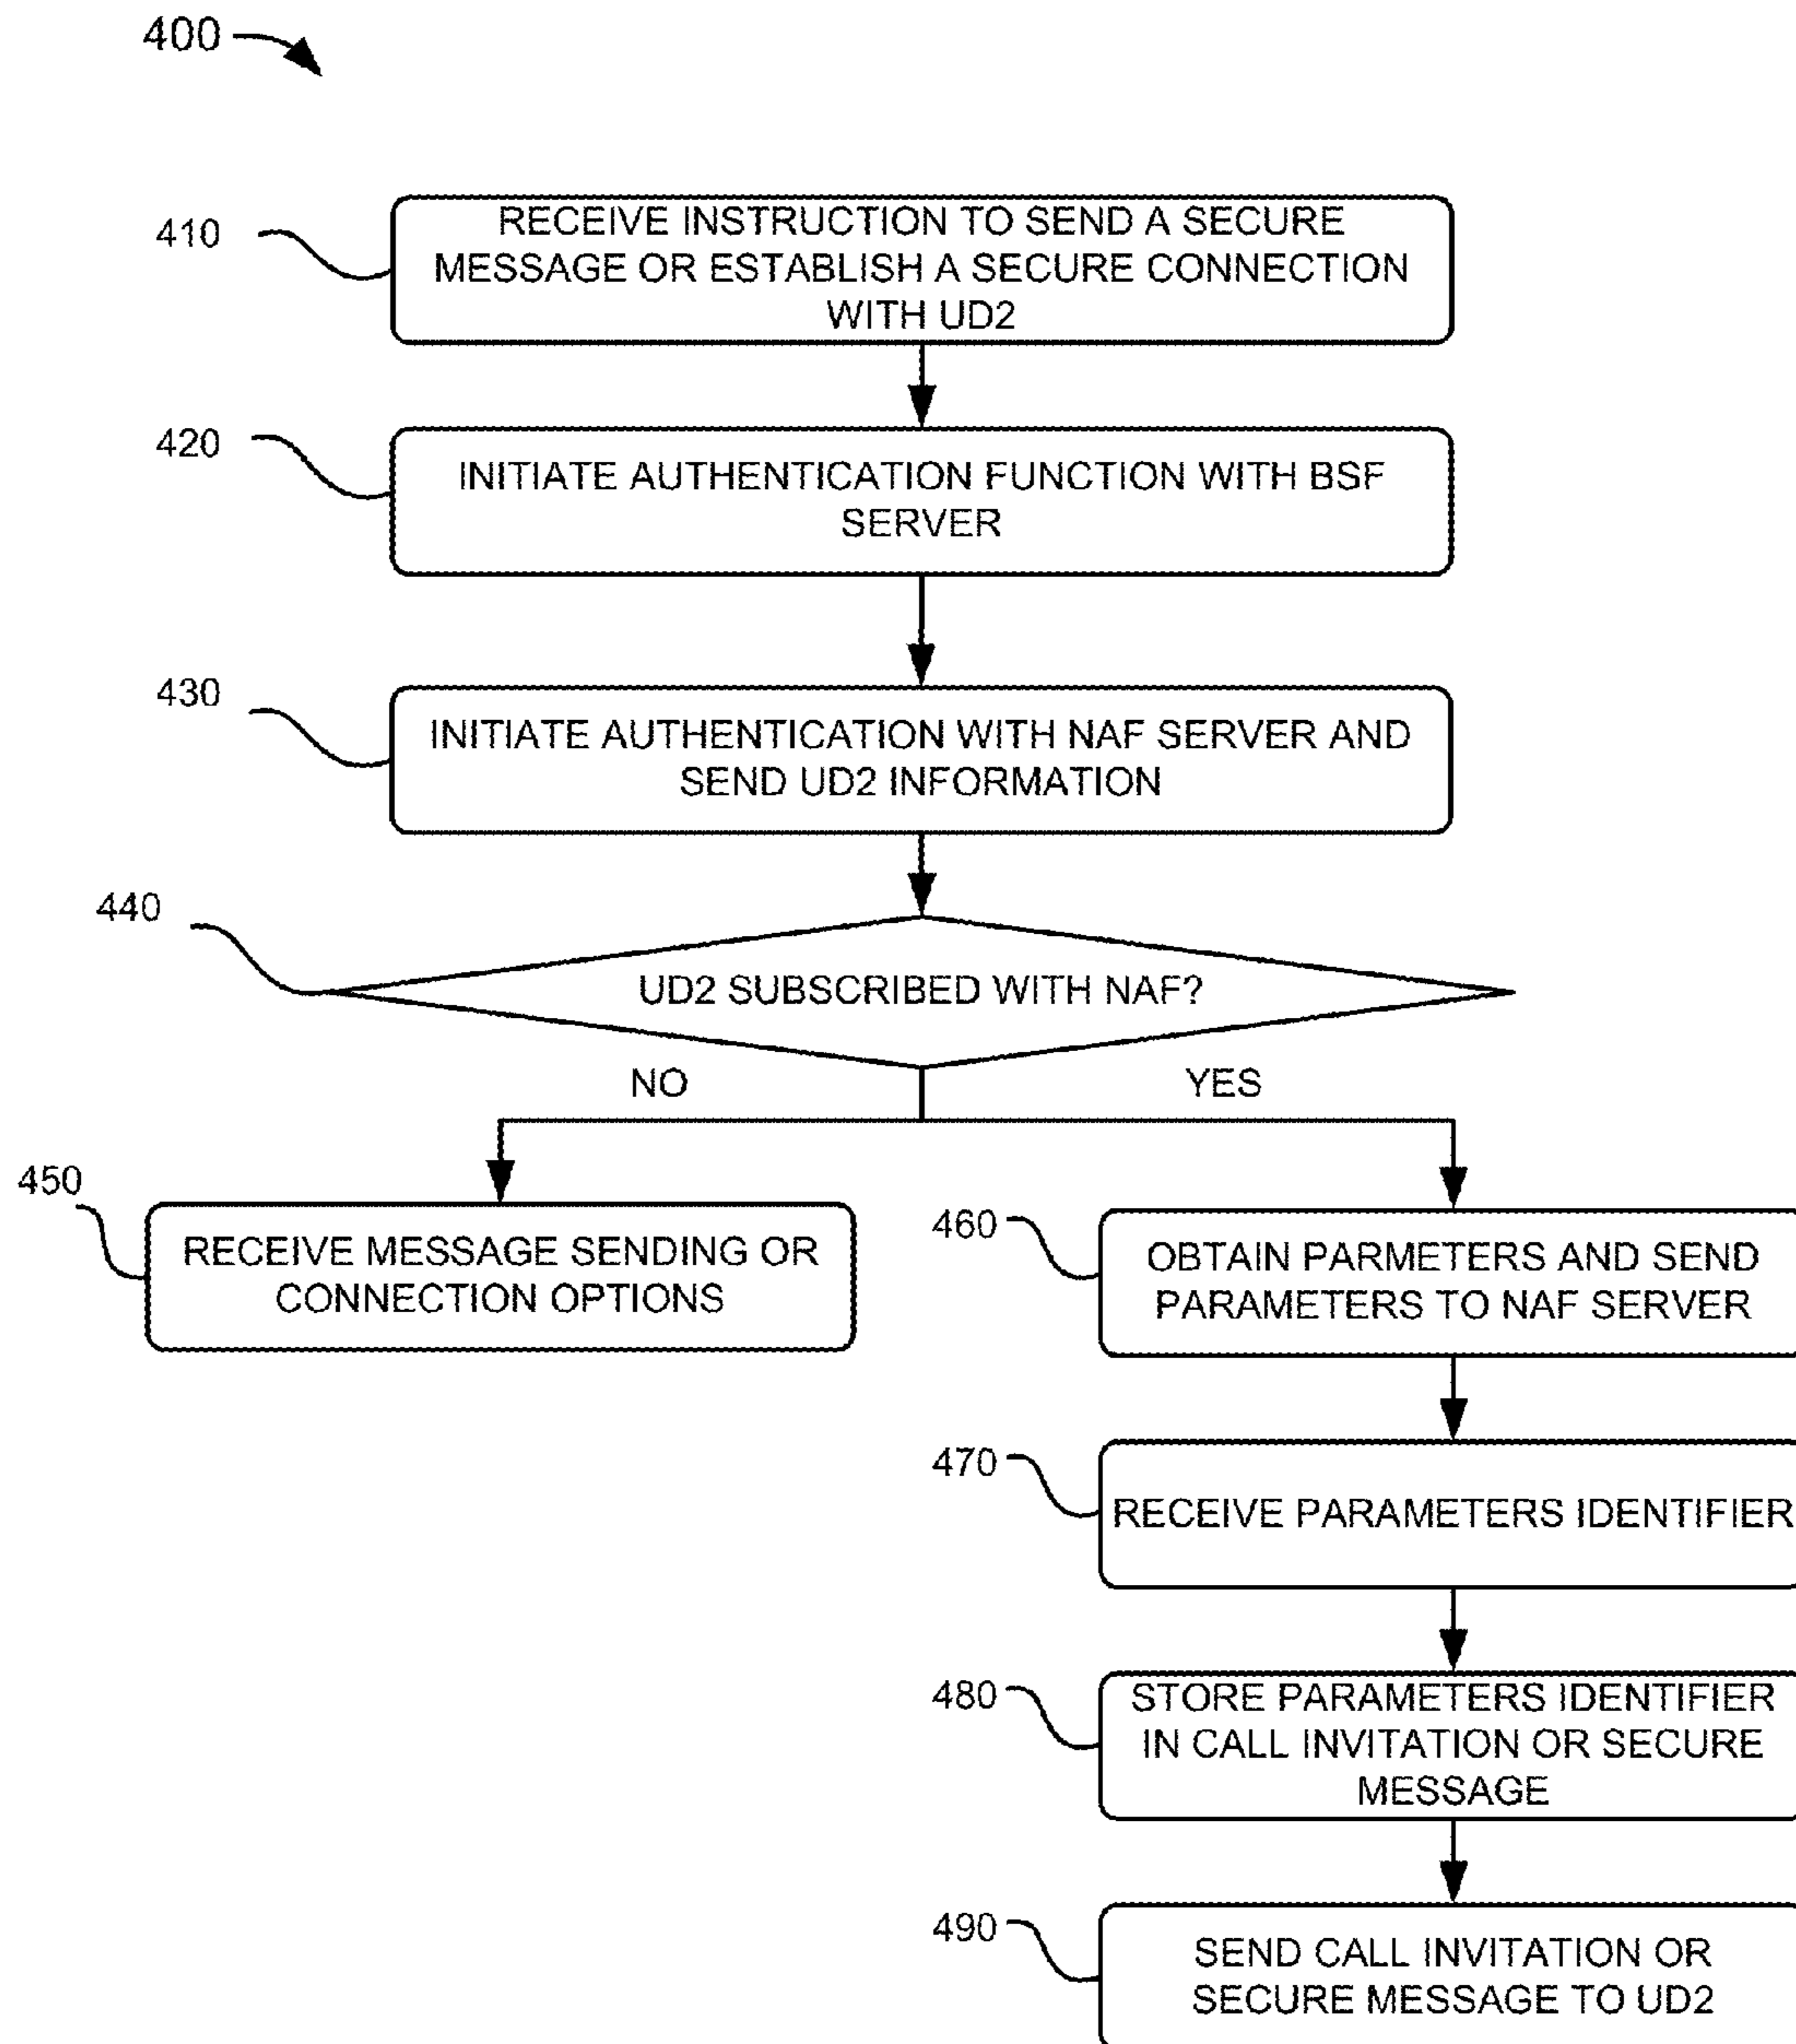 400
410
RECEIVE INSTRUCTION TO SEND A SECURE
MESSAGE OR ESTABLISH A SECURE CONNECTION
WITH UD2
420
INITIATE AUTHENTICATION FUNCTION WITH BSF
SERVER
430
INITIATE AUTHENTICATION WITH NAF SERVER AND
SEND UD2 INFORMATION
440
UD2 SUBSCRIBED WITH NAF?
NO
YES
450
RECEIVE MESSAGE SENDING OR
CONNECTION OPTIONS
460
OBTAIN PARMETERS AND SEND
PARAMETERS TO NAF SERVER
470
RECEIVE PARAMETERS IDENTIFIER
480
STORE PARAMETERS IDENTIFIER
IN CALL INVITATION OR SECURE
MESSAGE
490
SEND CALL INVITATION OR
SECURE MESSAGE TO UD2